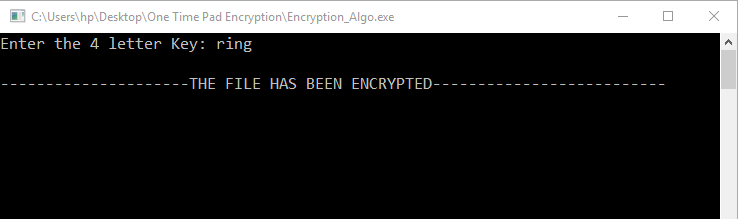 C:\Users\hp\Desktop\One Time Pad Encryption\Encryption_Algo.exe
Enter the 4 letter Key: ring
---------------------THE FILE HAS BEEN ENCRYPTED--------------------------